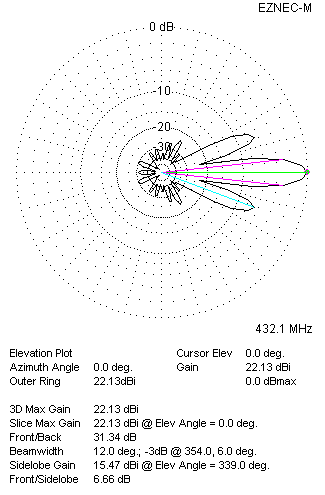 EZNEC-M
0 dB
-10
-20
-30
432.1 MHz
Elevation Plot Cursor Elev 0.0 deg.
Azimuth Angle 0.0 deg. Gain 22.13 dBi
Outer Ring 22.13dBi 0.0 dBmax
3D Max Gain 22.13 dBi
Slice Max Gain 22.13 dBi @ Elev Angle = 0.0 deg.
Front/Back 31.34 dB
Beamwidth 12.0 deg.; -3dB @ 354.0, 6.0 deg.
Sidelobe Gain 15.47 dBi @ Elev Angle = 339.0 deg.
Front/Sidelobe 6.66 dB